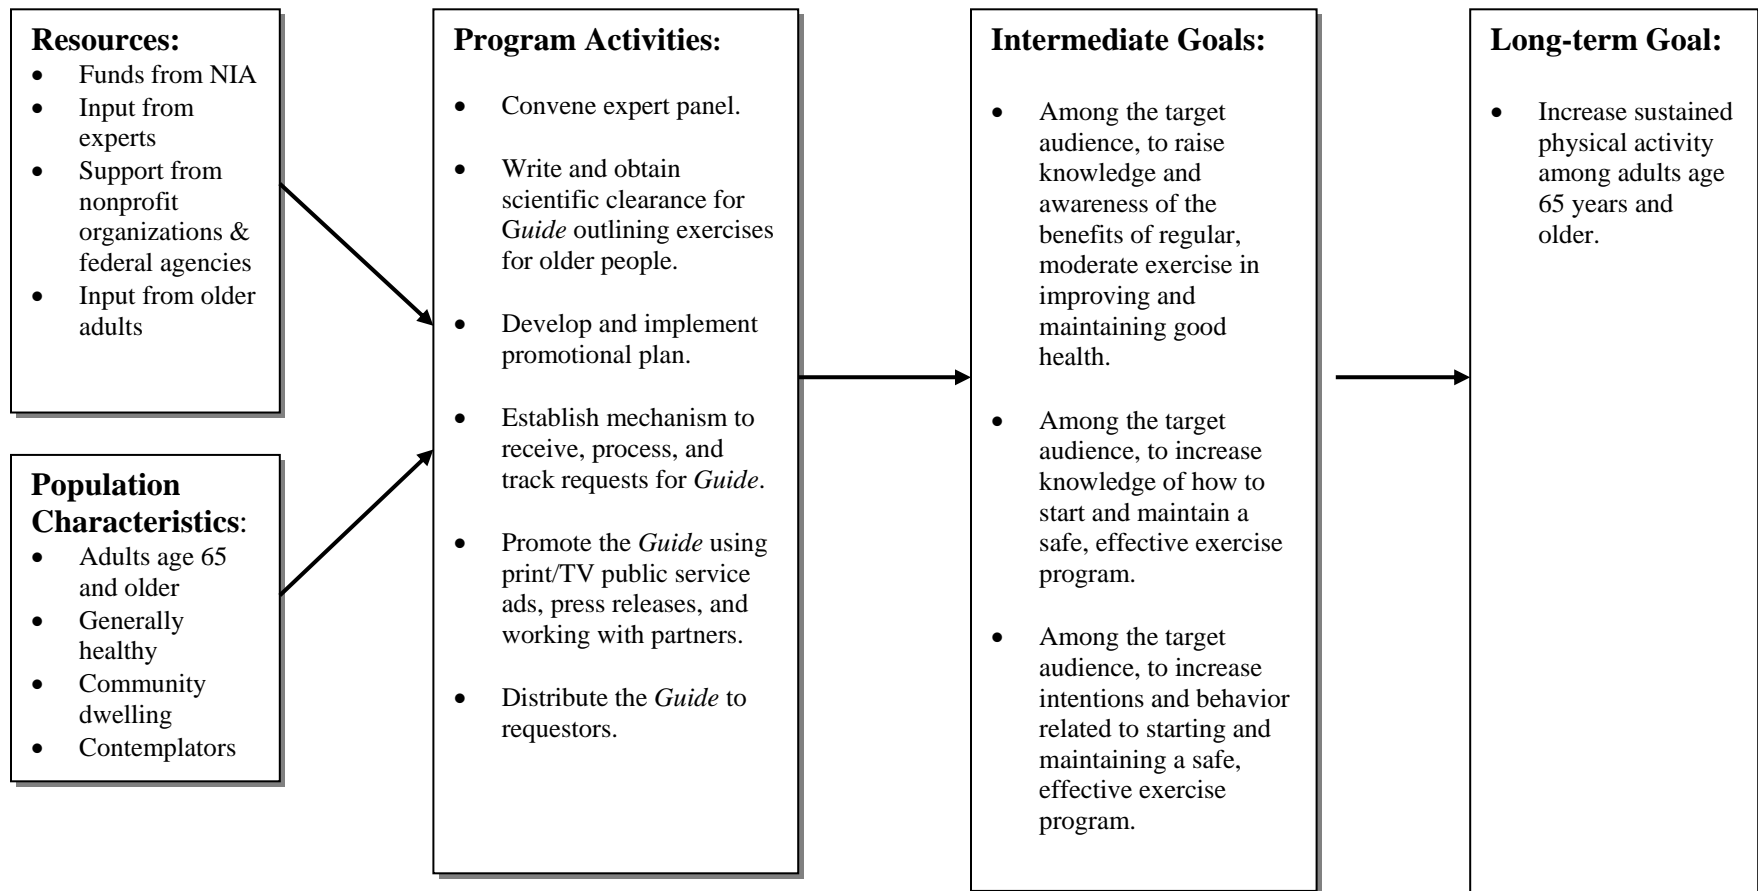 Resources:
• Funds from NIA
• Input from
experts
• Support from
nonprofit
organizations &
federal agencies
• Input from older
adults
Population
Characteristics:
• Adults age 65
and older
• Generally
healthy
• Community
dwelling
• Contemplators
Program Activities:
• Convene expert panel.
• Write and obtain
scientific clearance for
Guide outlining exercises
for older people.
• Develop and implement
promotional plan.
• Establish mechanism to
receive, process, and
track requests for Guide.
• Promote the Guide using
print/TV public service
ads, press releases, and
working with partners.
• Distribute the Guide to
requestors.
Intermediate Goals:
• Among the target
audience, to raise
knowledge and
awareness of the
benefits of regular,
moderate exercise in
improving and
maintaining good
health.
• Among the target
audience, to increase
knowledge of how to
start and maintain a
safe, effective exercise
program.
• Among the target
audience, to increase
intentions and behavior
related to starting and
maintaining a safe,
effective exercise
program.
Long-term Goal:
• Increase sustained
physical activity
among adults age
65 years and
older.